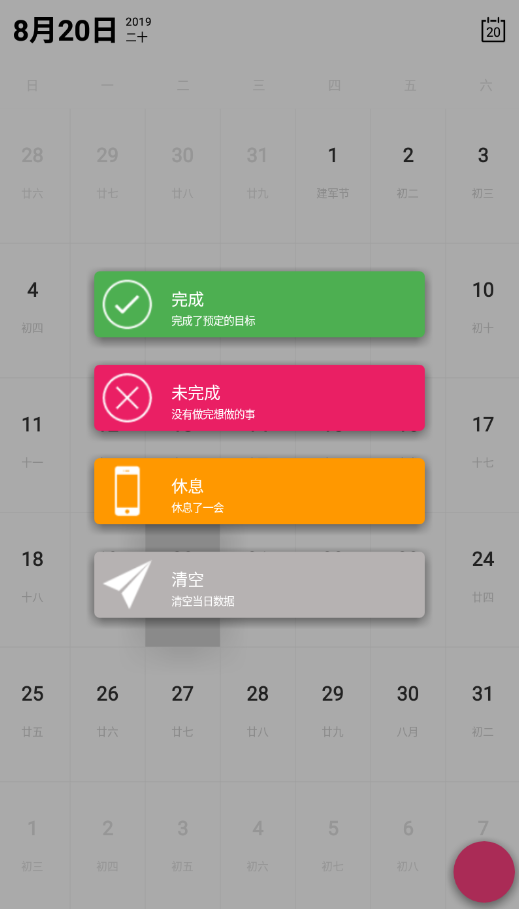 8月20日
2019
二十
20
日 一 二 三 四 五 六
28 29 30 31 1 2 3
廿六 廿七 廿八 廿九 建军节 初二 初三
4 10
初四 初十
完成
完成了预定的目标
未完成
没有做完想做的事
11 17
十一 十七
休息
休息了一会
18 24
十八 廿四
清空
清空当日数据
25 26 27 28 29 30 31
廿五 廿六 廿七 廿八 廿九 八月 初二
1 2 3 4 5 6 7
初三 初四 初五 初六 初七 初八